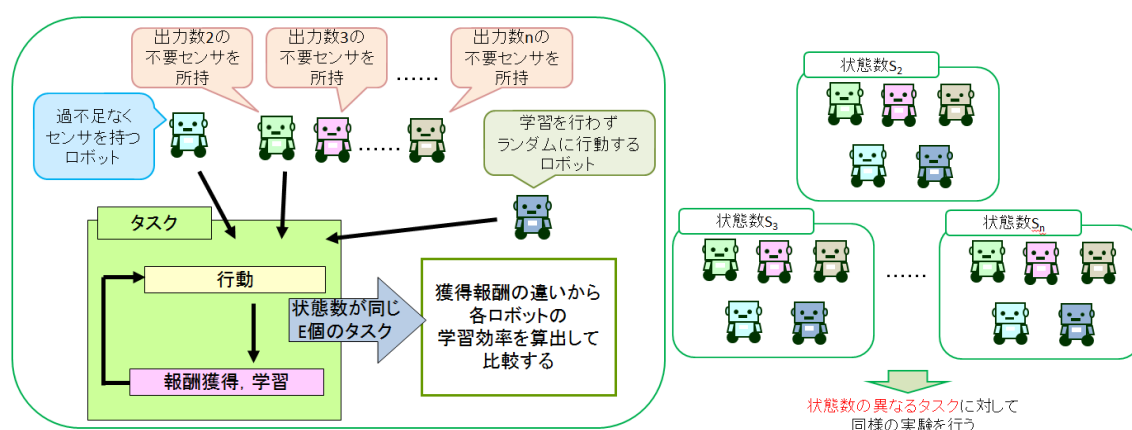 出力数2の
不要センサを
所持
出力数3の
不要センサを
所持
……
出力数nの
不要センサを
所持
過不足なく
センサを持つ
ロボット
……
学習を行わず
ランダムに行動する
ロボット
タスク
行動
報酬獲得, 学習
状態数が同じ
E個のタスク
獲得報酬の違いから
各ロボットの
学習効率を算出して
比較する
状態数S2
状態数S3
……
状態数Sn
状態数の異なるタスクに対して
同様の実験を行う